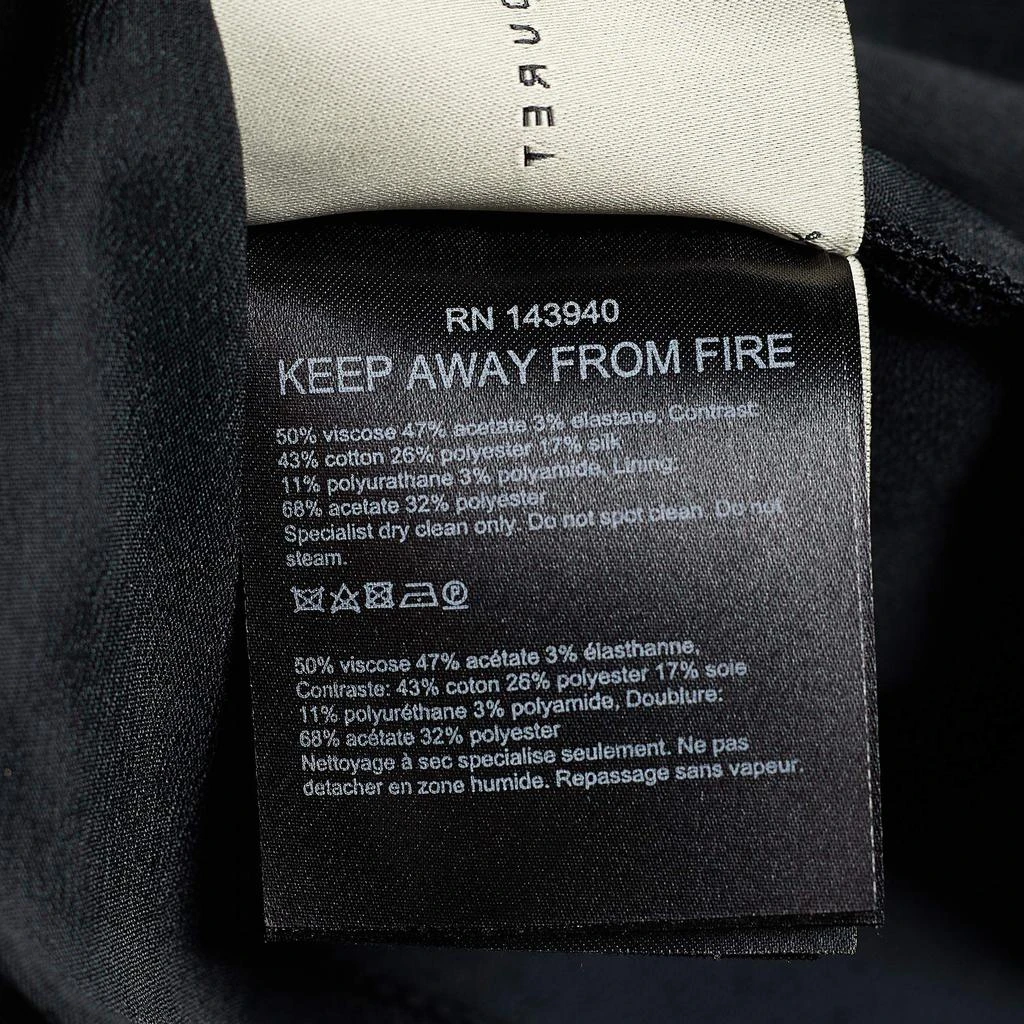 URET
RN 143940
KEEP AWAY FROM FIRE
50% viscose 47% acetate 3% elastane, Contrast:
43% cotton 26% polyester 17% silk
11% polyurathane 3% polyamide, Lining:
68% acetate 32% polyester
Specialist dry clean only. Do not spot clean. Do not
steam.
P
50% viscose 47% acétate 3% élasthanne,
Contraste: 43% coton 26% polyester 17% soie
11% polyuréthane 3% polyamide, Doublure:
68% acétate 32% polyester
Nettoyage à sec specialise seulement. Ne pas
detacher en zone humide. Repassage sans vapeur.